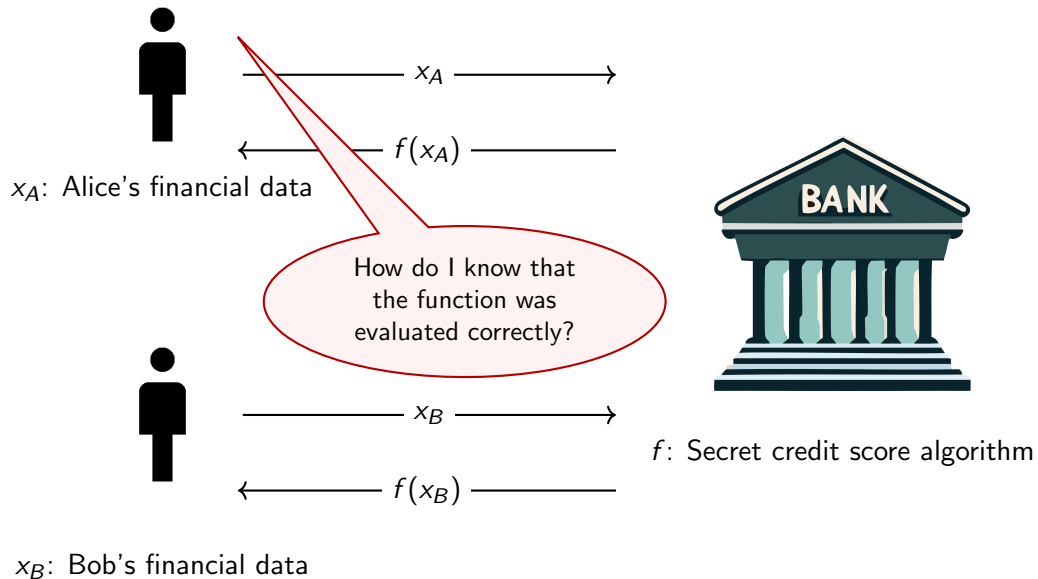 x_A
f(x_A)
x_A: Alice's financial data
BANK
How do I know that
the function was
evaluated correctly?
x_B
f: Secret credit score algorithm
f(x_B)
x_B: Bob's financial data